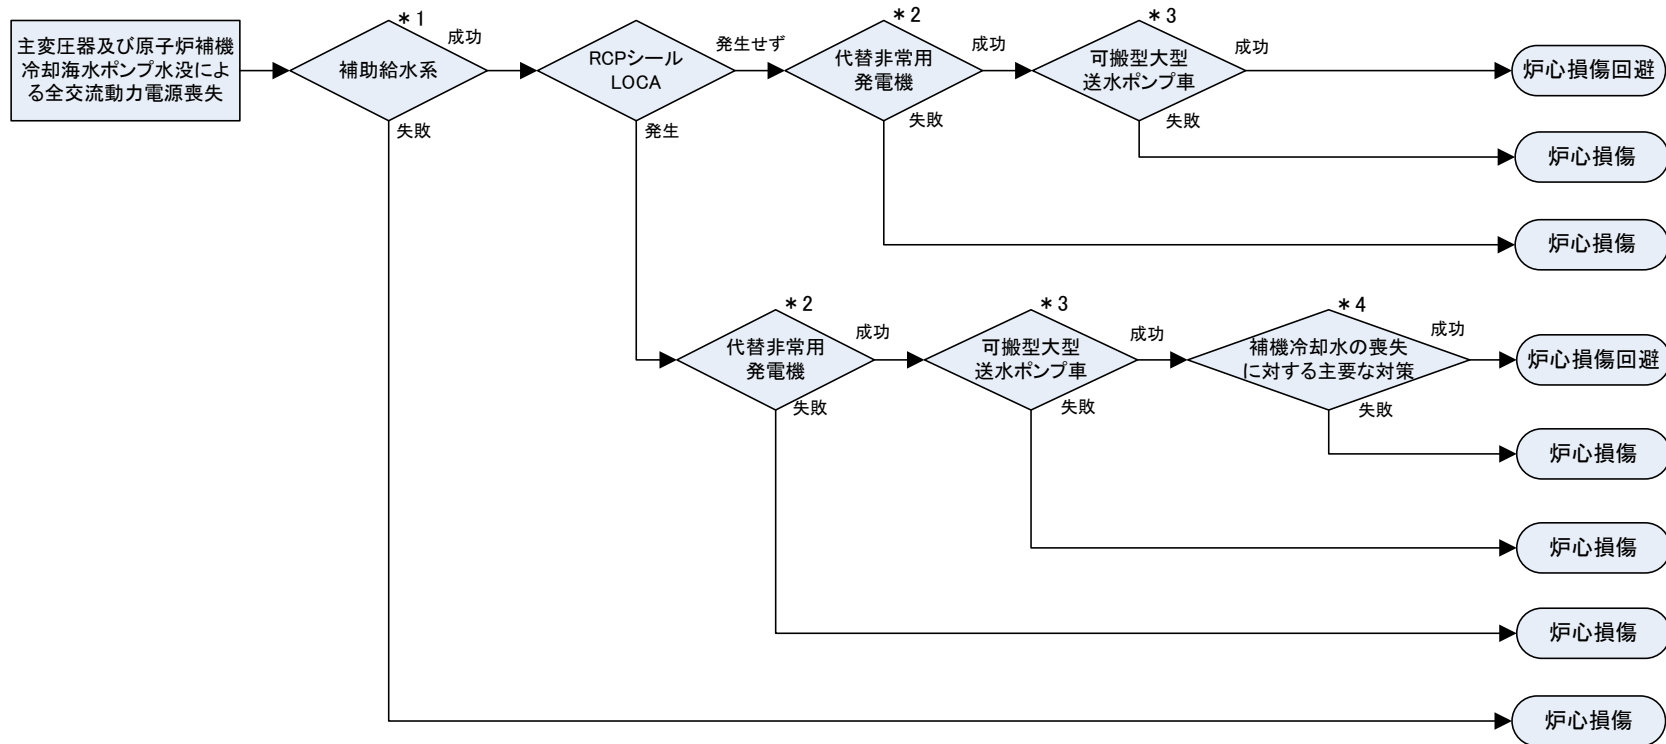 主変圧器及び原子炉補機
冷却海水ポンプ水没によ
る全交流動力電源喪失
＊1
補助給水系
成功
失敗
RCPシール
LOCA
発生せず
発生
＊2
代替非常用
発電機
成功
失敗
＊3
可搬型大型
送水ポンプ車
成功
失敗
炉心損傷回避
炉心損傷
炉心損傷
＊2
代替非常用
発電機
成功
失敗
＊3
可搬型大型
送水ポンプ車
成功
失敗
＊4
補機冷却水の喪失
に対する主要な対策
成功
失敗
炉心損傷回避
炉心損傷
炉心損傷
炉心損傷
炉心損傷